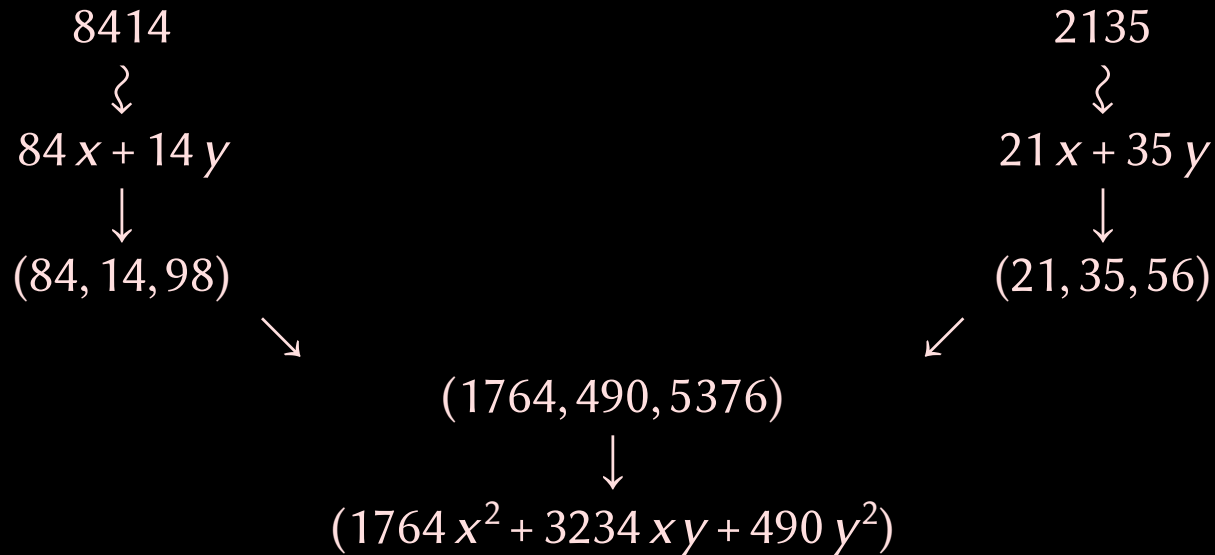 8414 2135
84 x + 14 y 21 x + 35 y
(84, 14, 98) (21, 35, 56)
(1764, 490, 5376)
(1764 x² + 3234 x y + 490 y²)